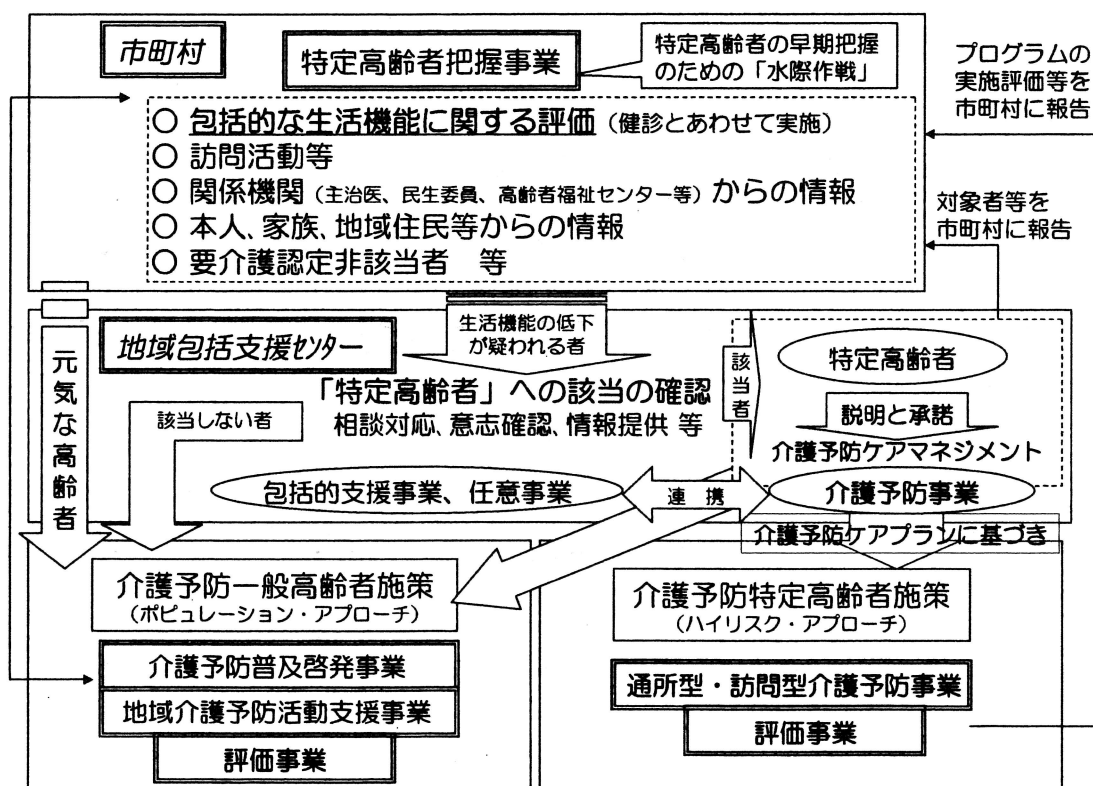 市町村
特定高齢者把握事業
特定高齢者の早期把握
のための「水際作戦」
プログラムの
実施評価等を
市町村に報告
○ 包括的な生活機能に関する評価（健診とあわせて実施）
○ 訪問活動等
○ 関係機関（主治医、民生委員、高齢者福祉センター等）からの情報
○ 本人、家族、地域住民等からの情報
○ 要介護認定非該当者　等
対象者等を
市町村に報告
地域包括支援ｾﾝﾀｰ
生活機能の低下
が疑われる者
「特定高齢者」への該当の確認
相談対応、意志確認、情報提供 等
該当者
特定高齢者
説明と承諾
介護予防ケアマネジメント
元気な高齢者
該当しない者
包括的支援事業、任意事業
連 携
介護予防事業
介護予防ケアプランに基づき
介護予防一般高齢者施策
（ポピュレーション・アプローチ）
介護予防特定高齢者施策
（ハイリスク・アプローチ）
介護予防普及啓発事業
地域介護予防活動支援事業
評価事業
通所型・訪問型介護予防事業
評価事業